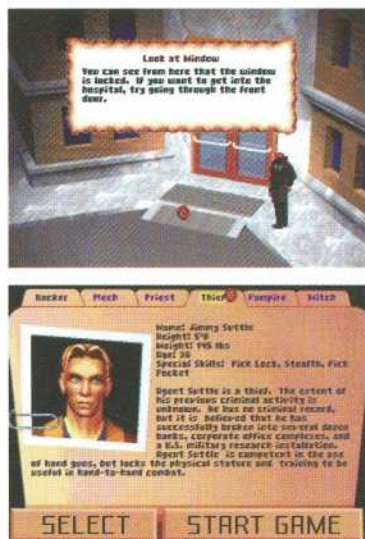 Look at Window
You can see from here that the window
is locked. If you want to get into the
hospital, try going through the front
door.
Hacker Mech Priest Thief Vampire Witch
Name: Jimmy Suttle
Height: 5'8
Weight: 145 lbs
Age:
Special Skills: Pick Lock, Stealth, Pick
Pocket
Agent Suttle is a thief. The extent of
his previous criminal activity is
unknown. He has no criminal record,
but it is believed that he has
successfully broken into several dozen
banks, corporate office complexes, and
a U.S. military research installation.
Agent Suttle is competent in the use
of hand guns, but lacks the physical stature and training to be
useful in hand-to-hand combat.
SELECT START GAME